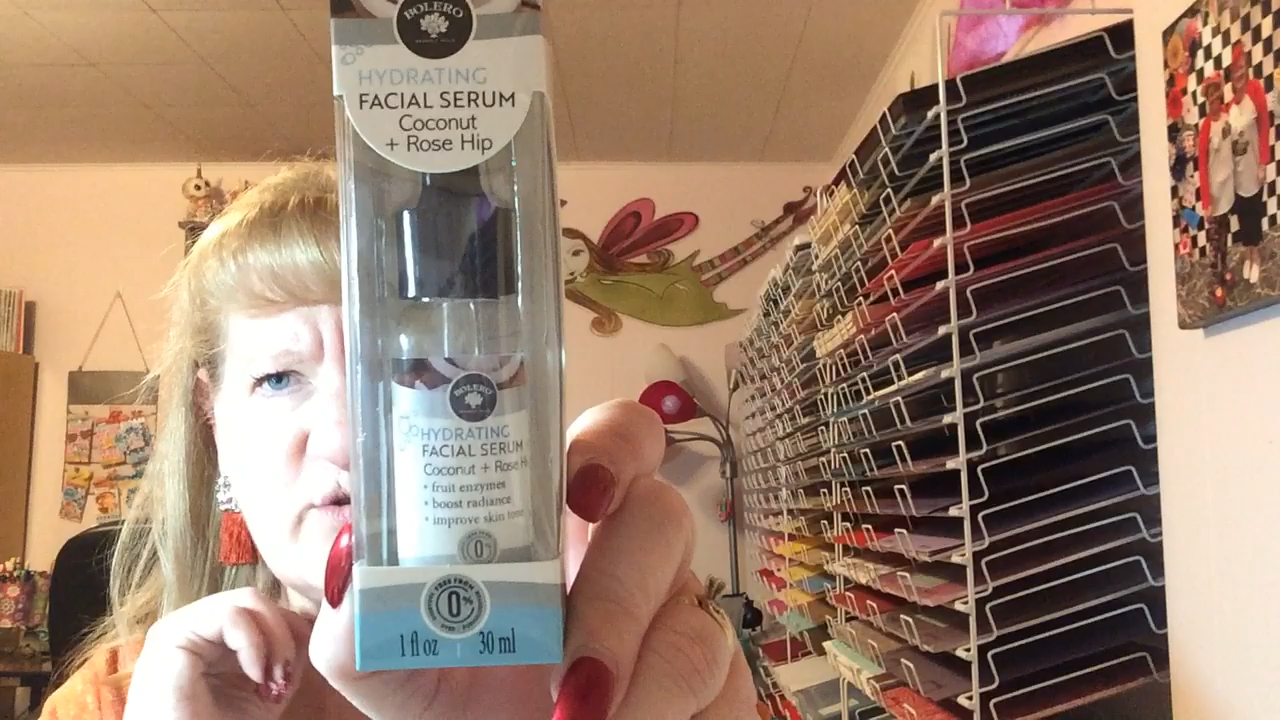 BOLERO
HYDRATING
FACIAL SERUM
Coconut
+ Rose Hip
BOLERO
HYDRATING
FACIAL SERUM
Coconut + Rose H
• fruit enzymes
• boost radiance
• improve skin tone
0%
FREE FROM
0%
1 fl oz 30 ml